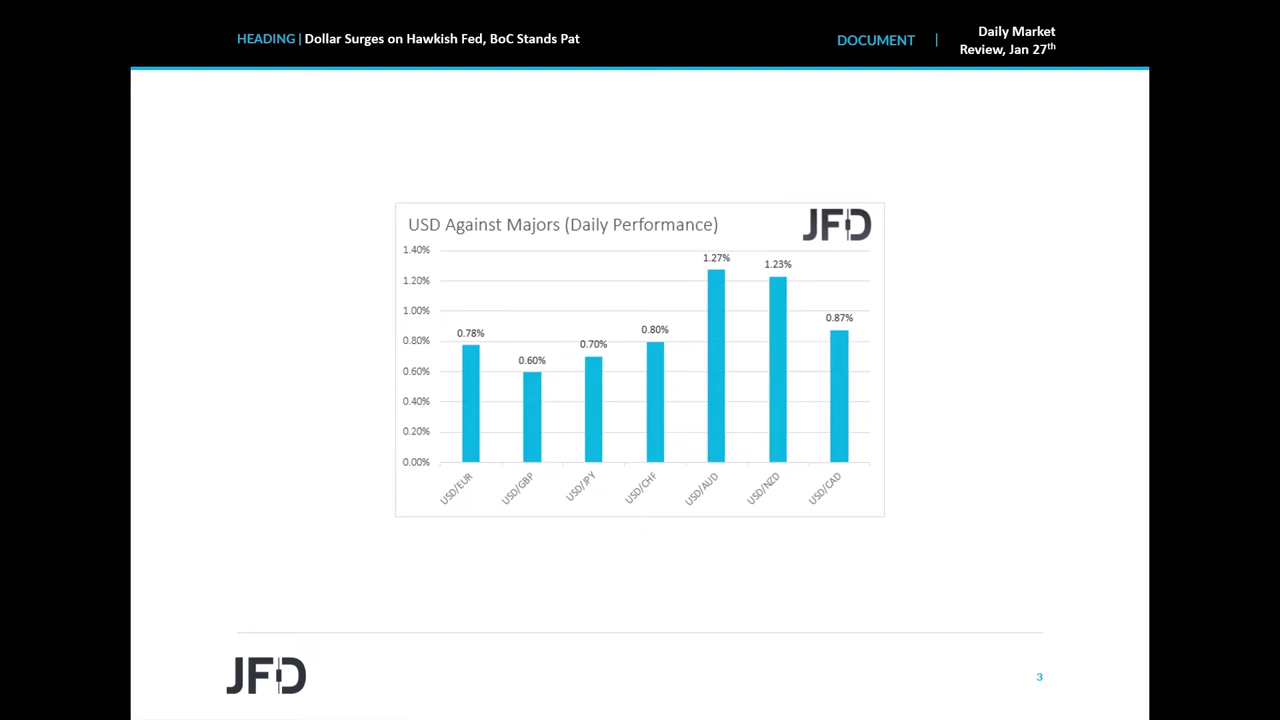 HEADING | Dollar Surges on Hawkish Fed, BoC Stands Pat
DOCUMENT |
Daily Market
Review, Jan 27th
USD Against Majors (Daily Performance)
JFD
1.40%
1.20%
1.00%
0.80%
0.60%
0.40%
0.20%
0.00%
0.78%
0.60%
0.70%
0.80%
1.27%
1.23%
0.87%
USD/EUR
USD/GBP
USD/JPY
USD/CHF
USD/AUD
USD/NZD
USD/CAD
JFD
3